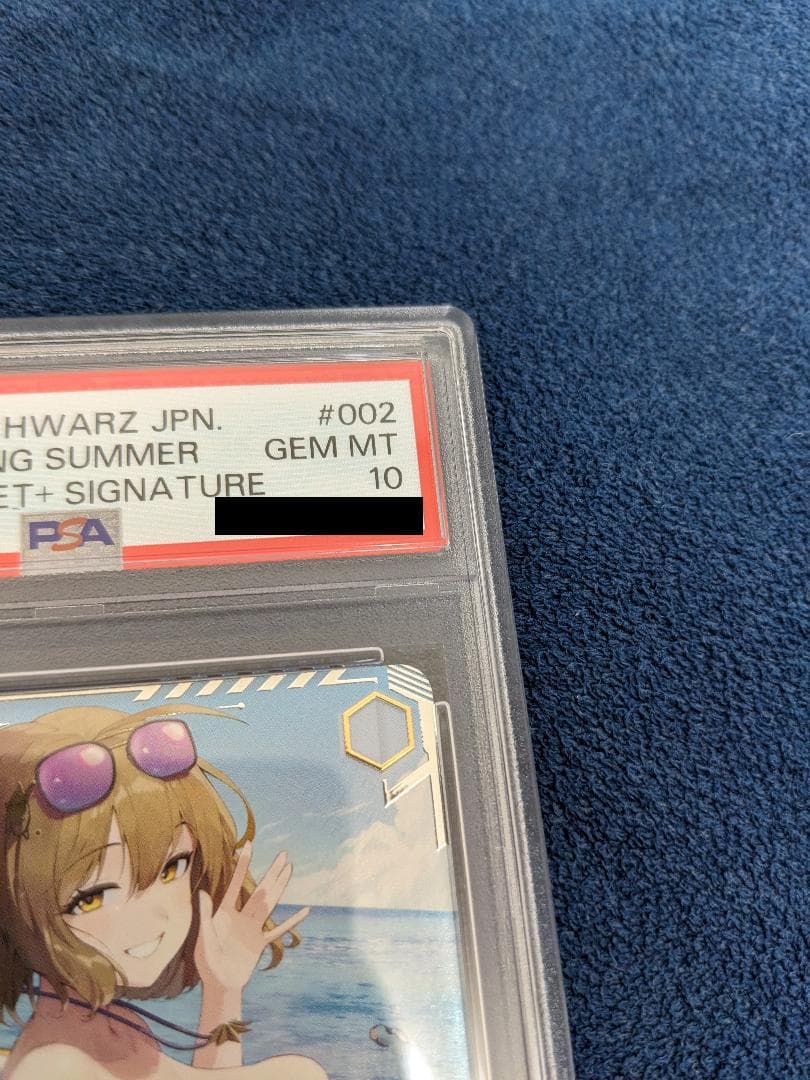 HWARZ JPN. #002
NG SUMMER GEM MT
ET+ SIGNATURE 10
PSA